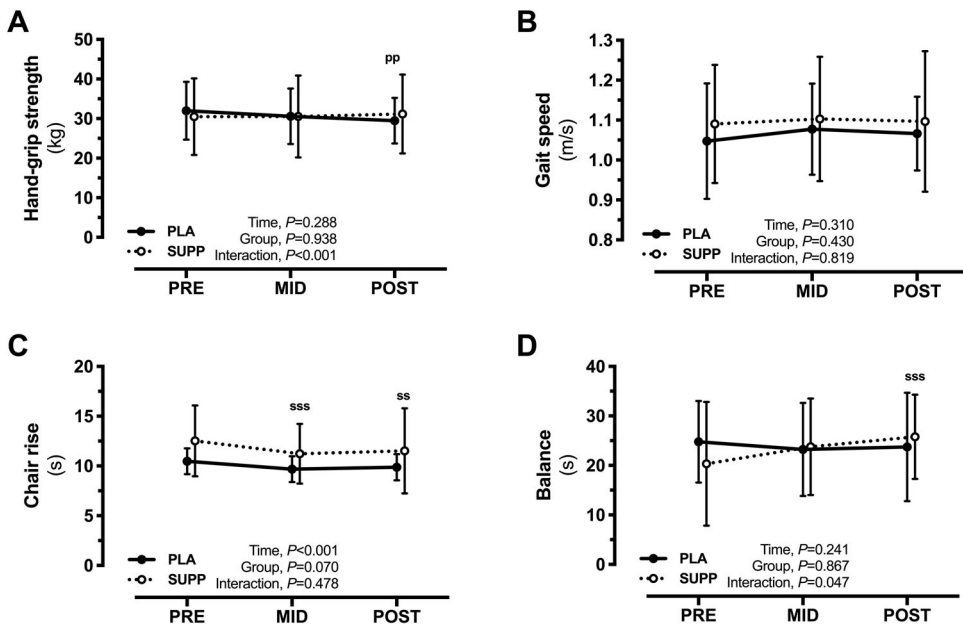 A
Hand-grip strength
(kg)
50
40
30
20
10
0
pp
PLA
SUPP
Time, P=0.288
Group, P=0.938
Interaction, P<0.001
PRE MID POST
B
Gait speed
(m/s)
1.3
1.2
1.1
1.0
0.9
0.8
PLA
SUPP
Time, P=0.310
Group, P=0.430
Interaction, P=0.819
PRE MID POST
C
Chair rise
(s)
20
15
10
5
0
sss
ss
PLA
SUPP
Time, P<0.001
Group, P=0.070
Interaction, P=0.478
PRE MID POST
D
Balance
(s)
40
30
20
10
0
sss
PLA
SUPP
Time, P=0.241
Group, P=0.867
Interaction, P=0.047
PRE MID POST